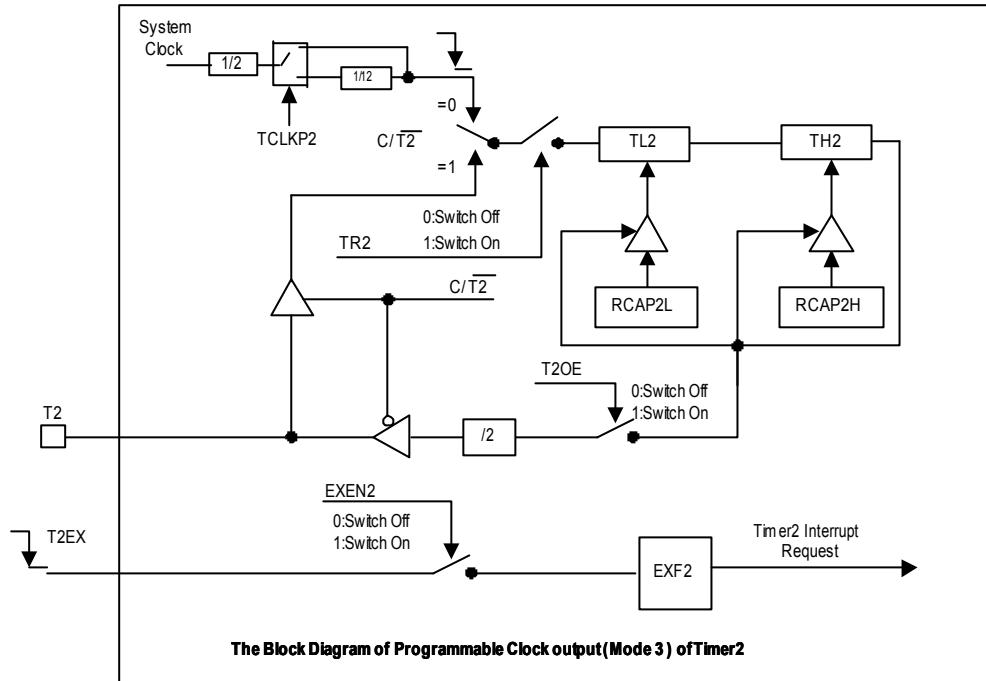 System
Clock
1/2
1/12
TCLKP2
=0
C/T2
=1
TL2
TH2
0:Switch Off
TR2
1:Switch On
C/T2
RCAP2L
RCAP2H
T2OE
0:Switch Off
1:Switch On
T2
/2
EXEN2
0:Switch Off
1:Switch On
T2EX
EXF2
Timer2 Interrupt
Request
The Block Diagram of Programmable Clock output ( Mode 3 ) of Timer2